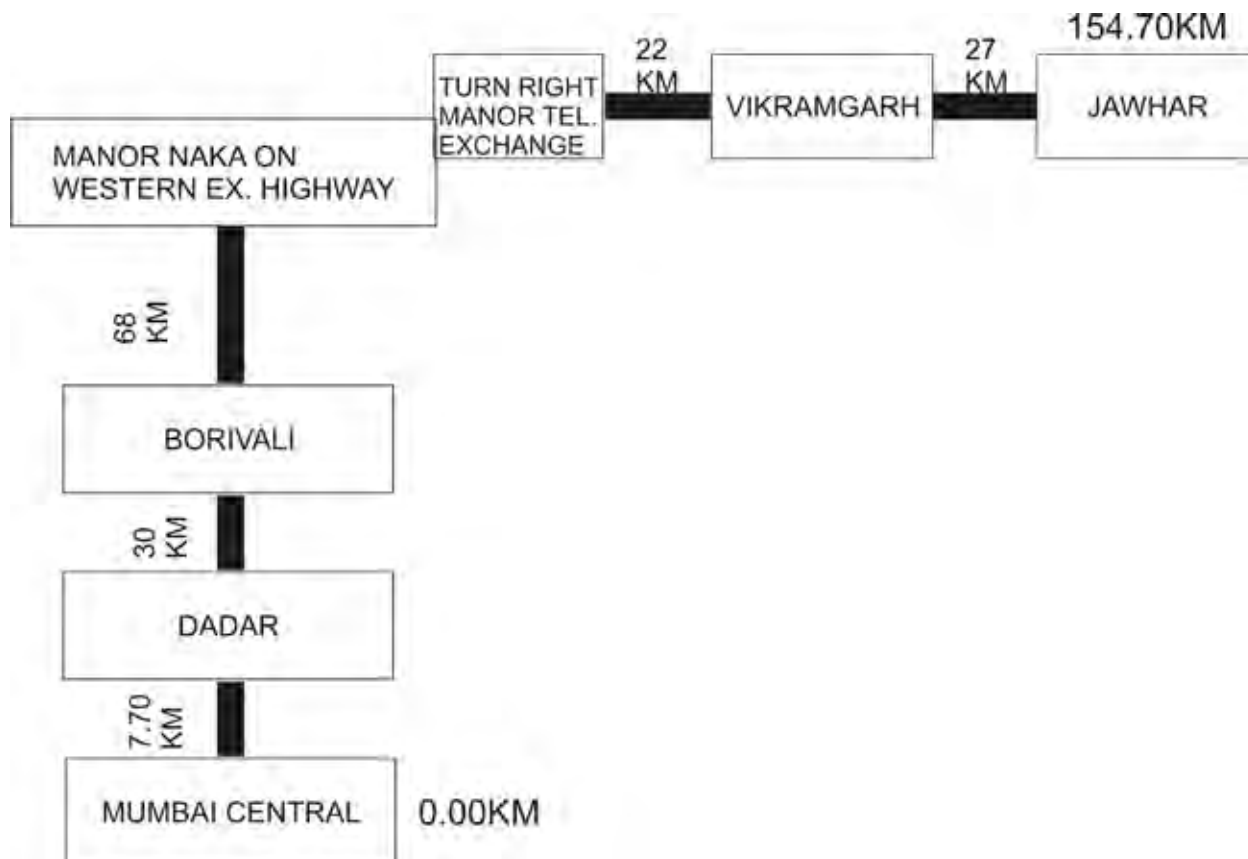 154.70KM
22
KM
27
KM
TURN RIGHT
MANOR TEL.
EXCHANGE
VIKRAMGARH
JAWHAR
MANOR NAKA ON
WESTERN EX. HIGHWAY
68
KM
BORIVALI
30
KM
DADAR
7.70
KM
MUMBAI CENTRAL
0.00KM